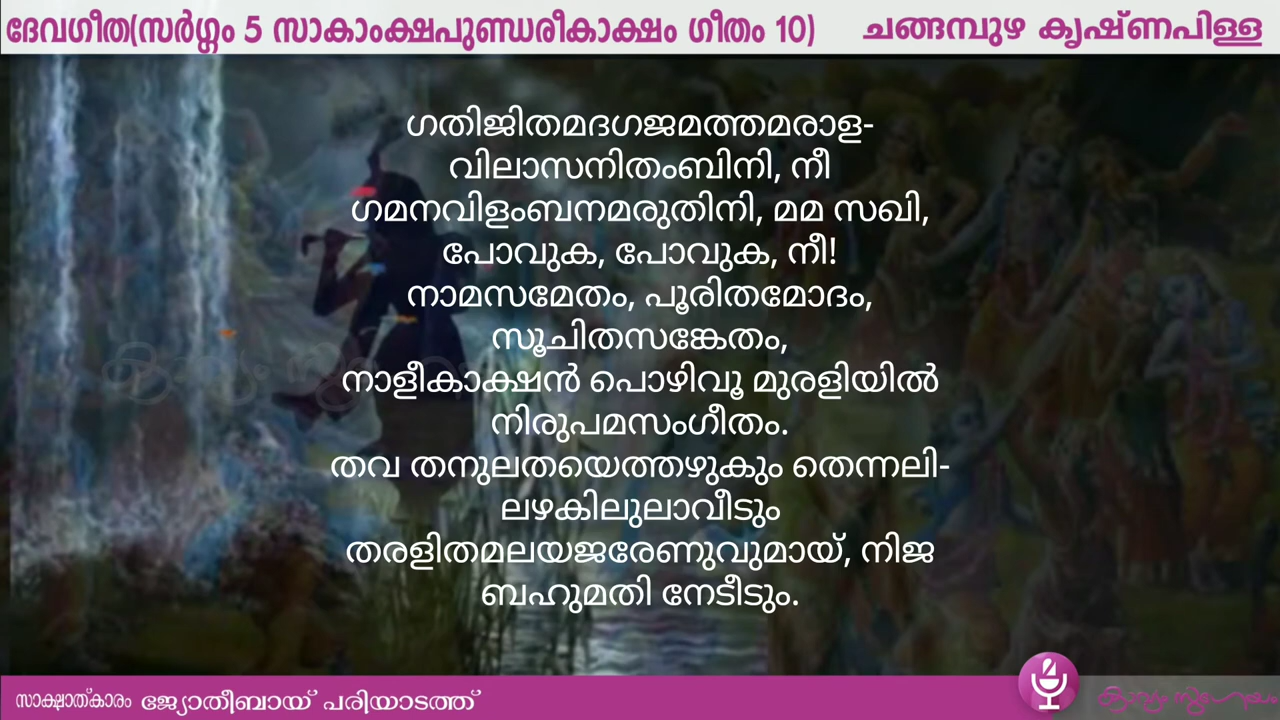 ദേവഗീത(സർഗ്ഗം 5 സാകാംക്ഷപുണ്ഡരീകാക്ഷം ഗീതം 10) ചങ്ങമ്പുഴ കൃഷ്ണപിള്ള
ഗതിജിതമദഗജമത്തമരാള-
വിലാസനിതംബിനി, നീ
ഗമനവിളംബനമരുതിനി, മമ സഖി,
പോവുക, പോവുക, നീ!
നാമസമേതം, പൂരിതമോദം,
സൂചിതസങ്കേതം,
നാളീകാക്ഷൻ പൊഴിവൂ മുരളിയിൽ
നിരുപമസംഗീതം.
തവ തനുലതയെത്തഴുകും തെന്നലി-
ലഴകിലുലാവീടും
തരളിതമലയജരേണുവുമായ്, നിജ
ബഹുമതി നേടീടും.
സാക്ഷാത്കാരം ജ്യോതീബായ് പരിയാടത്ത്